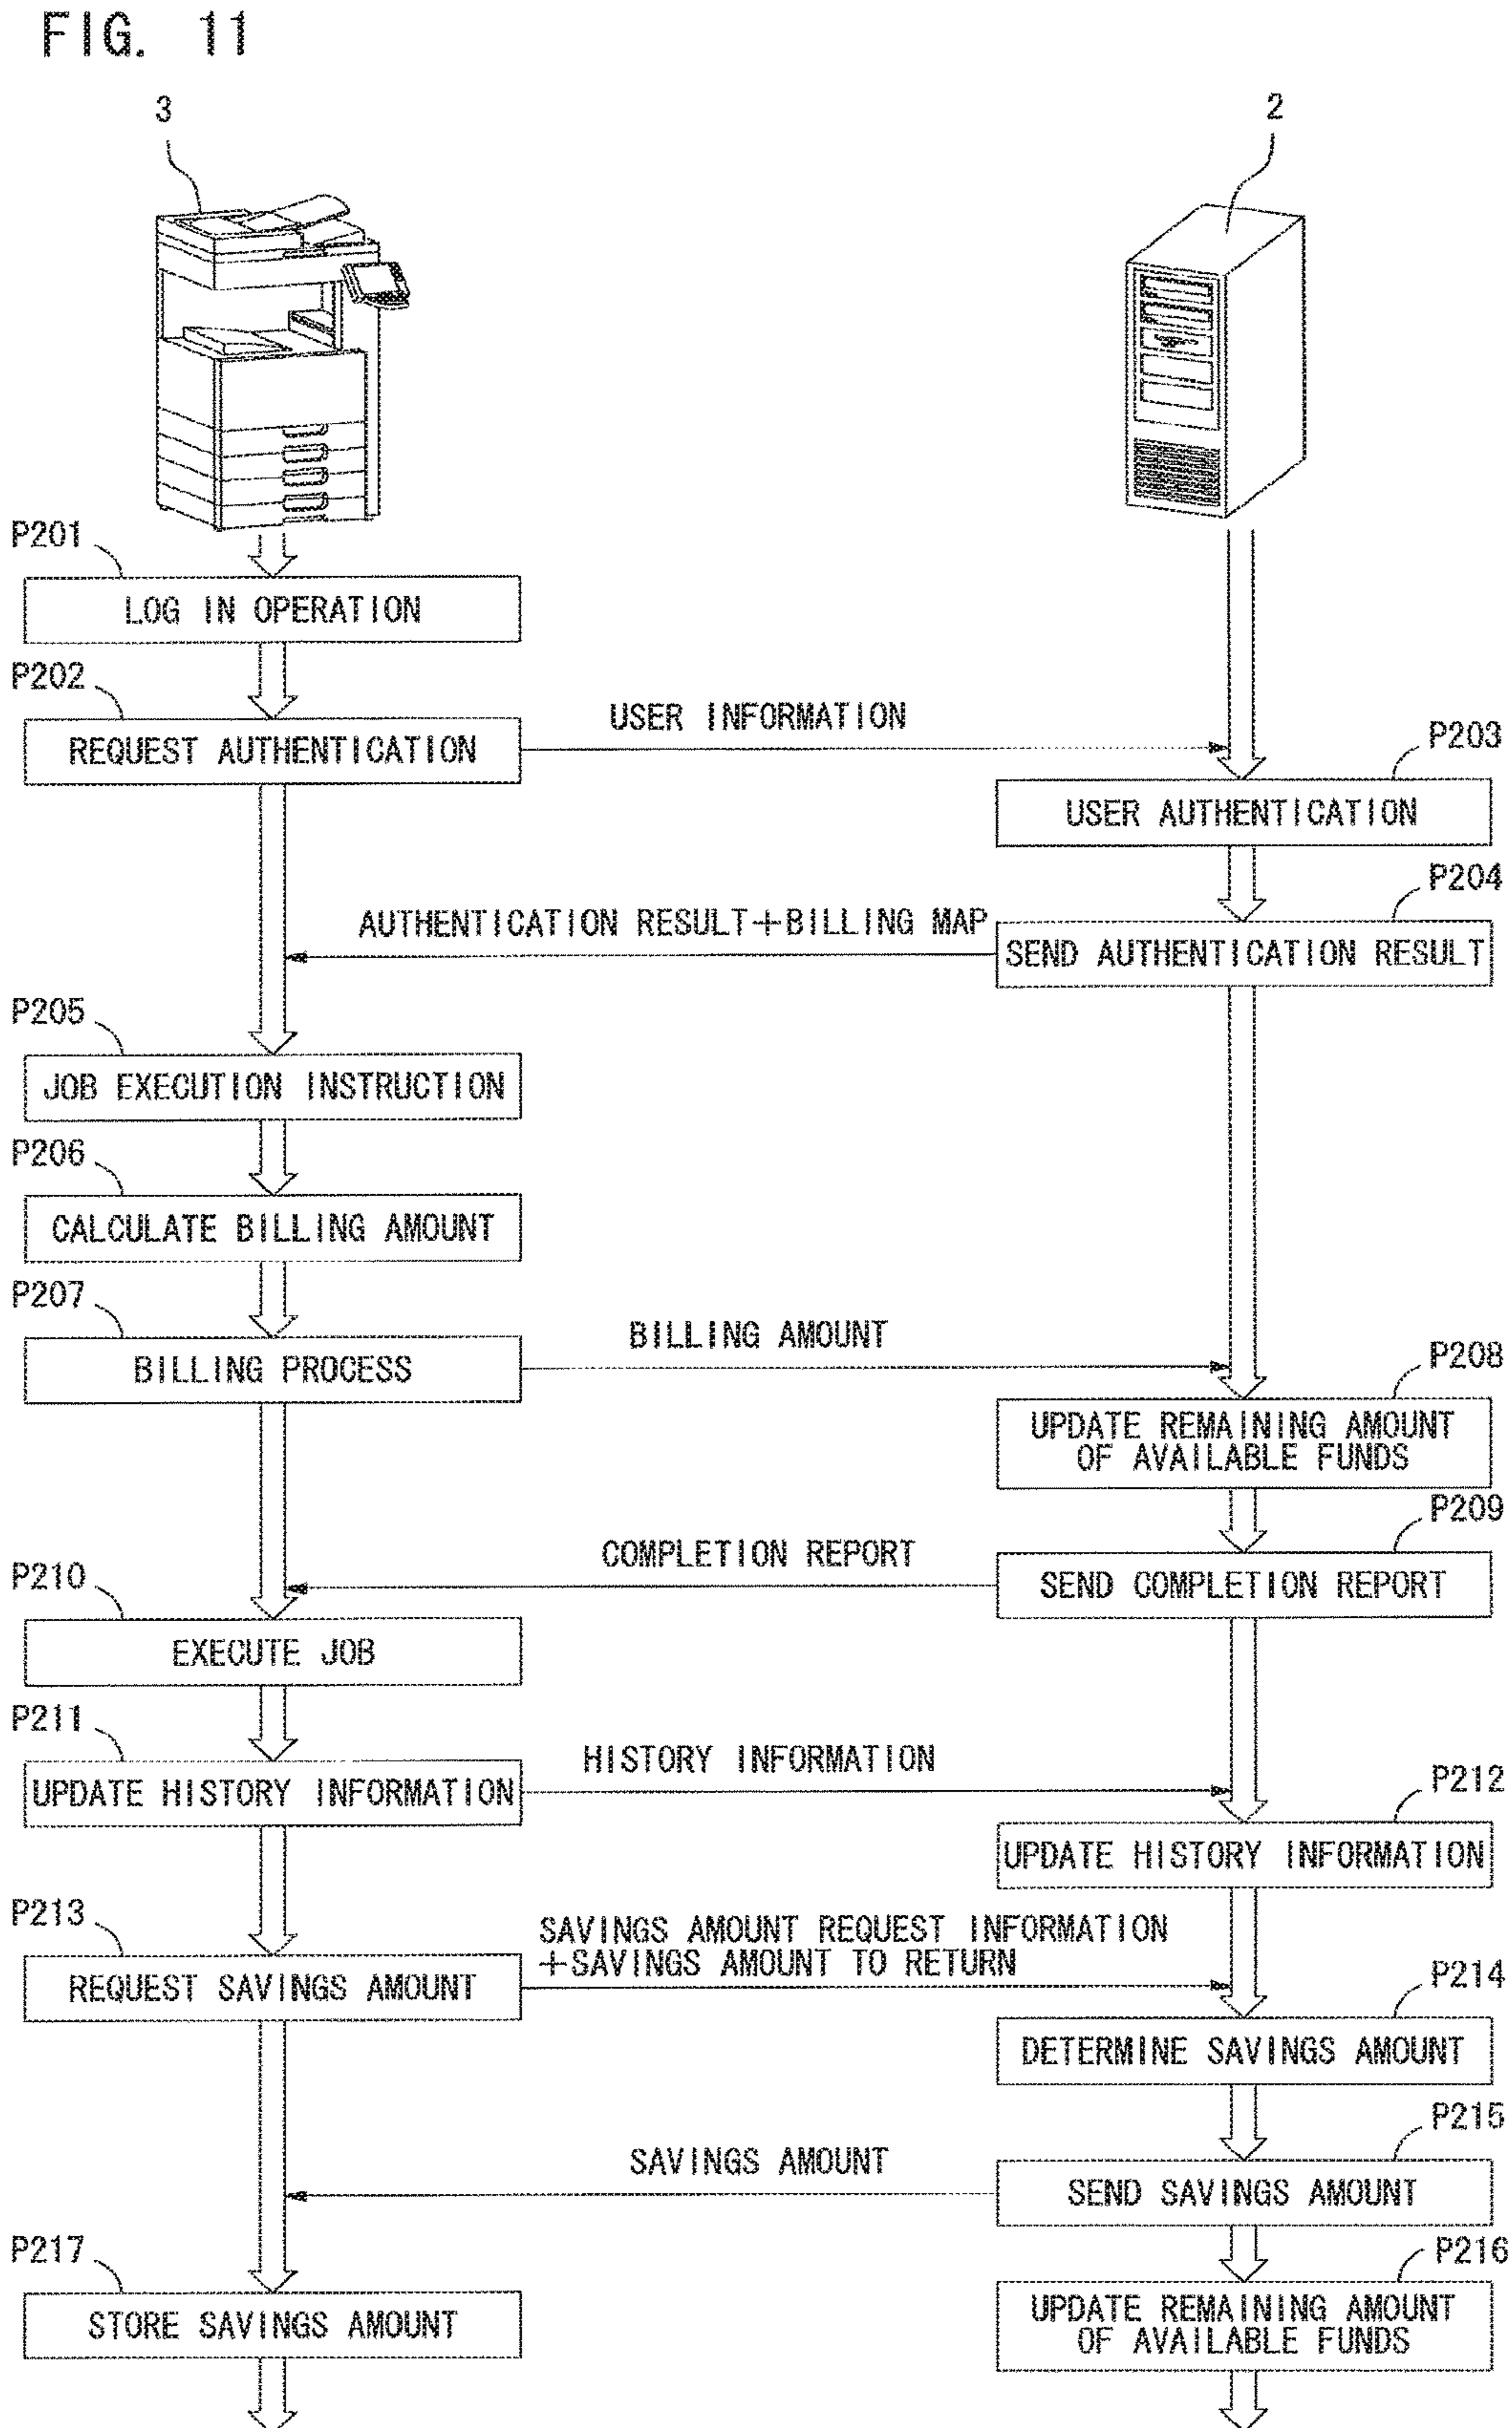 FIG. 11
3
2
P201
LOG IN OPERATION
P202
REQUEST AUTHENTICATION
USER INFORMATION
P203
USER AUTHENTICATION
P204
AUTHENTICATION RESULT+BILLING MAP
SEND AUTHENTICATION RESULT
P205
JOB EXECUTION INSTRUCTION
P206
CALCULATE BILLING AMOUNT
P207
BILLING PROCESS
BILLING AMOUNT
P208
UPDATE REMAINING AMOUNT
OF AVAILABLE FUNDS
P209
COMPLETION REPORT
SEND COMPLETION REPORT
P210
EXECUTE JOB
P211
UPDATE HISTORY INFORMATION
HISTORY INFORMATION
P212
UPDATE HISTORY INFORMATION
P213
REQUEST SAVINGS AMOUNT
SAVINGS AMOUNT REQUEST INFORMATION
+SAVINGS AMOUNT TO RETURN
P214
DETERMINE SAVINGS AMOUNT
P215
SAVINGS AMOUNT
SEND SAVINGS AMOUNT
P217
STORE SAVINGS AMOUNT
P216
UPDATE REMAINING AMOUNT
OF AVAILABLE FUNDS